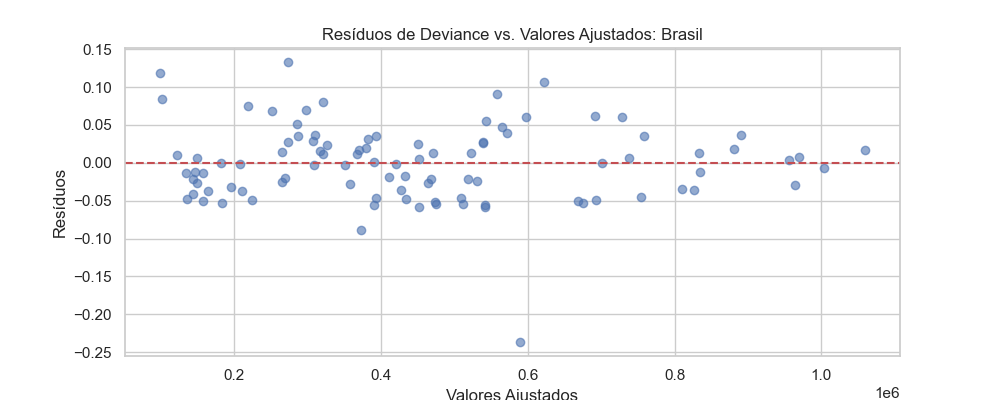 Resíduos de Deviance vs. Valores Ajustados: Brasil
0.15
0.10
0.05
0.00
−0.05
−0.10
−0.15
−0.20
−0.25
Resíduos
0.2 0.4 0.6 0.8 1.0
1e6
Valores Ajustados